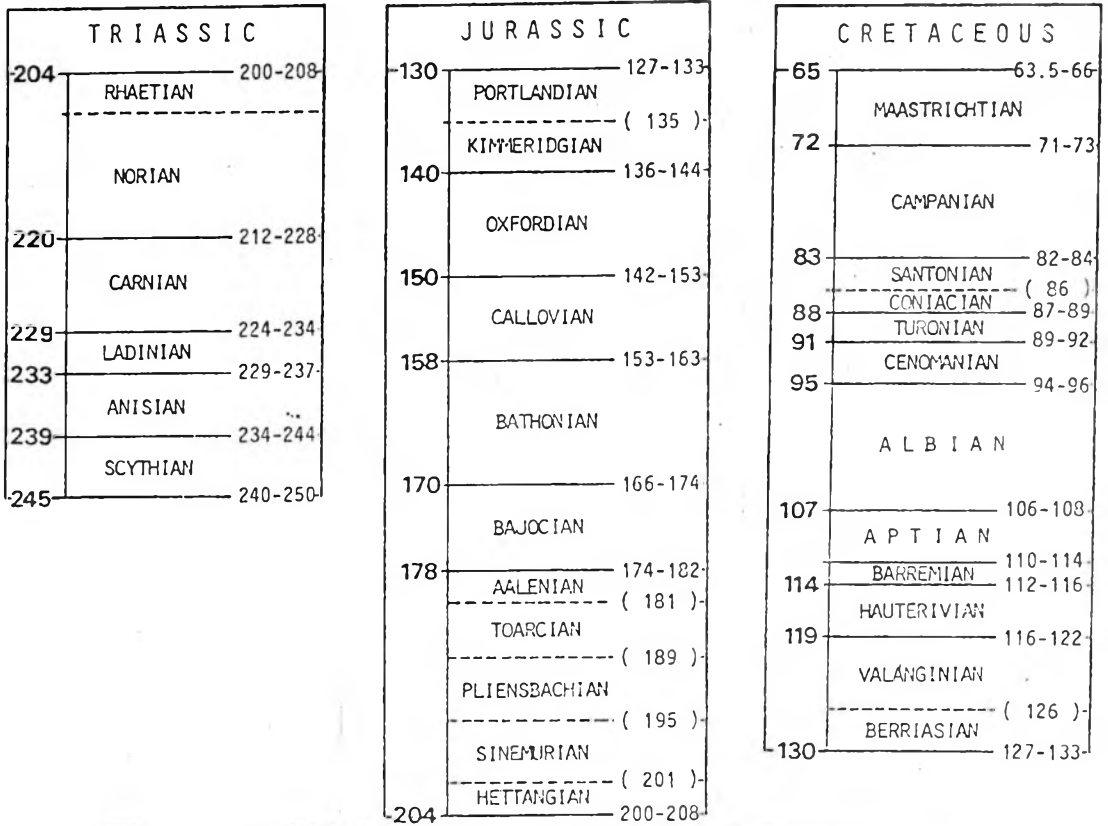 TRIASSIC
204 200-208
RHAETIAN
NORIAN
220 212-228
CARNIAN
229 224-234
LADINIAN
233 229-237
ANISIAN
239 234-244
SCYTHIAN
245 240-250
JURASSIC
130 127-133
PORTLANDIAN
( 135 )
KIMMERIDGIAN
140 136-144
OXFORDIAN
150 142-153
CALLOVIAN
158 153-163
BATHONIAN
170 166-174
BAJOCIAN
178 174-182
AALENIAN
( 181 )
TOARCIAN
( 189 )
PLIENSBACHIAN
( 195 )
SINEMURIAN
( 201 )
HETTANGIAN
204 200-208
CRETACEOUS
65 63.5-66
MAASTRICHTIAN
72 71-73
CAMPANIAN
83 82-84
SANTONIAN
( 86 )
CONIACIAN
88 87-89
TURONIAN
91 89-92
CENOMANIAN
95 94-96
ALBIAN
107 106-108
APTIAN
110-114
BARREMIAN
114 112-116
HAUTERIVIAN
119 116-122
VALANGINIAN
( 126 )
BERRIASIAN
130 127-133